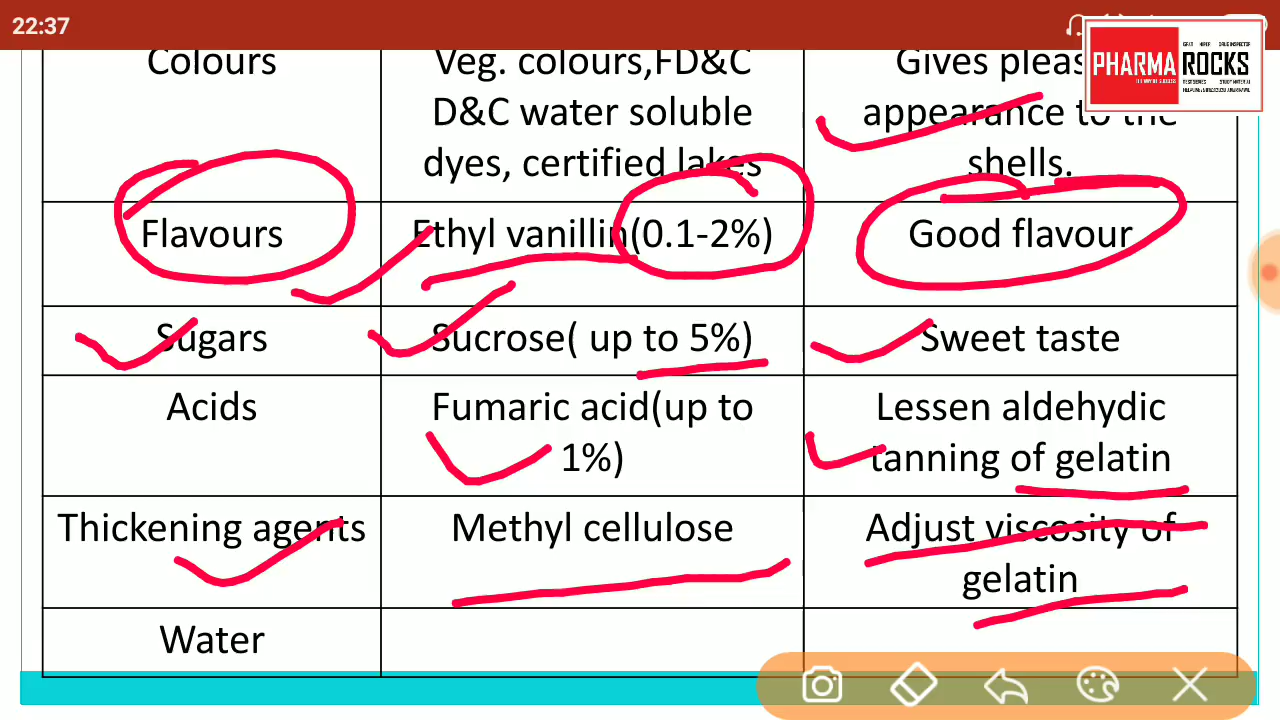 22:37
PHARMA ROCKS
Colours
Veg. colours,FD&C
D&C water soluble
dyes, certified lakes
Gives
appearance to the
shells.
Flavours
Ethyl vanillin(0.1-2%)
Good flavour
Sugars
Sucrose( up to 5%)
Sweet taste
Acids
Fumaric acid(up to
1%)
Lessen aldehydic
tanning of gelatin
Thickening agents
Methyl cellulose
Adjust viscosity of
gelatin
Water